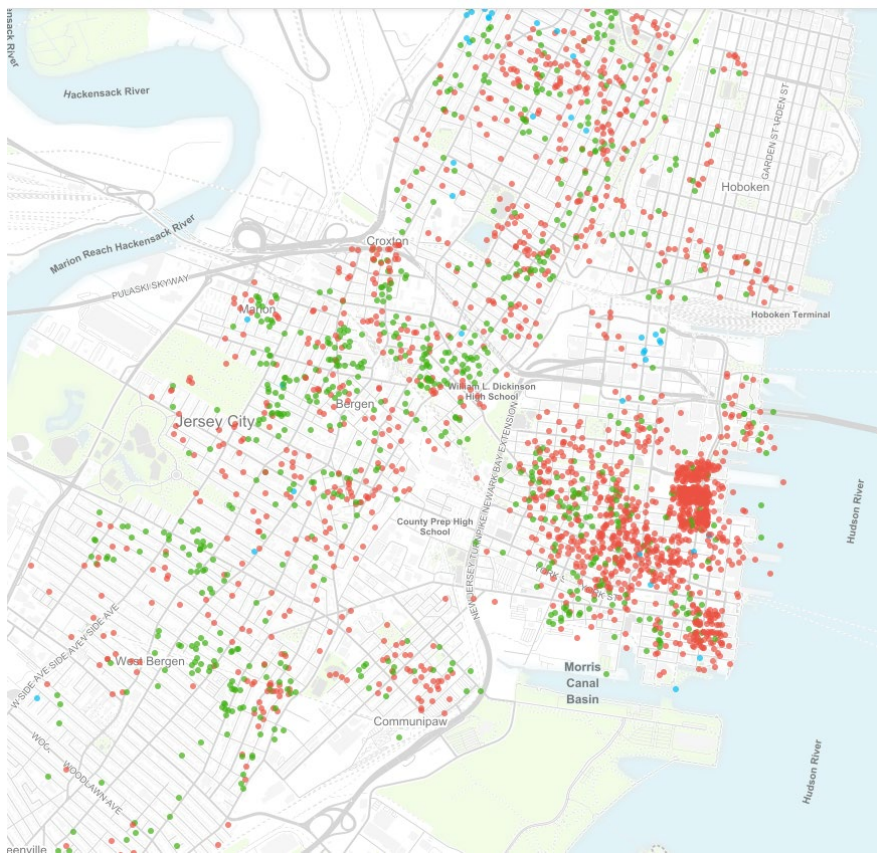 Hackensack River
GARDEN ST
Hoboken
Marion Reach Hackensack River
Croxton
PULASKI SKYWAY
Marion
Hoboken Terminal
William L. Dickinson
High School
Bergen
Jersey City
NEW JERSEY TURNPIKE NEWARK BAY EXTENSION
County Prep High
School
Hudson River
W SIDE AVE
West Bergen
Morris
Canal
Basin
Communipaw
WOODLAWN AVE
Hudson River